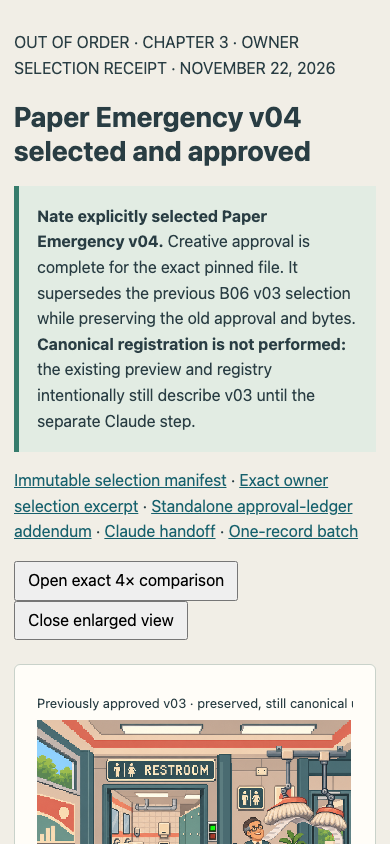 OUT OF ORDER · CHAPTER 3 · OWNER
SELECTION RECEIPT · NOVEMBER 22, 2026
Paper Emergency v04
selected and approved
Nate explicitly selected Paper
Emergency v04. Creative approval is
complete for the exact pinned file. It
supersedes the previous B06 v03 selection
while preserving the old approval and bytes.
Canonical registration is not performed:
the existing preview and registry
intentionally still describe v03 until the
separate Claude step.
Immutable selection manifest · Exact owner
selection excerpt · Standalone approval-ledger
addendum · Claude handoff · One-record batch
Open exact 4× comparison
Close enlarged view
Previously approved v03 · preserved, still canonical
RESTROOM